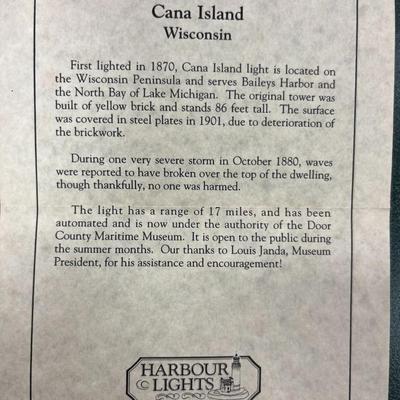 Cana Island
Wisconsin
First lighted in 1870, Cana Island light is located on
the Wisconsin Peninsula and serves Baileys Harbor and
the North Bay of Lake Michigan. The original tower was
built of yellow brick and stands 86 feet tall. The surface
was covered in steel plates in 1901, due to deterioration of
the brickwork.
During one very severe storm in October 1880, waves
were reported to have broken over the top of the dwelling,
though thankfully, no one was harmed.
The light has a range of 17 miles, and has been
automated and is now under the authority of the Door
County Maritime Museum. It is open to the public during
the summer months. Our thanks to Louis Janda, Museum
President, for his assistance and encouragement!
HARBOUR
© LIGHTS